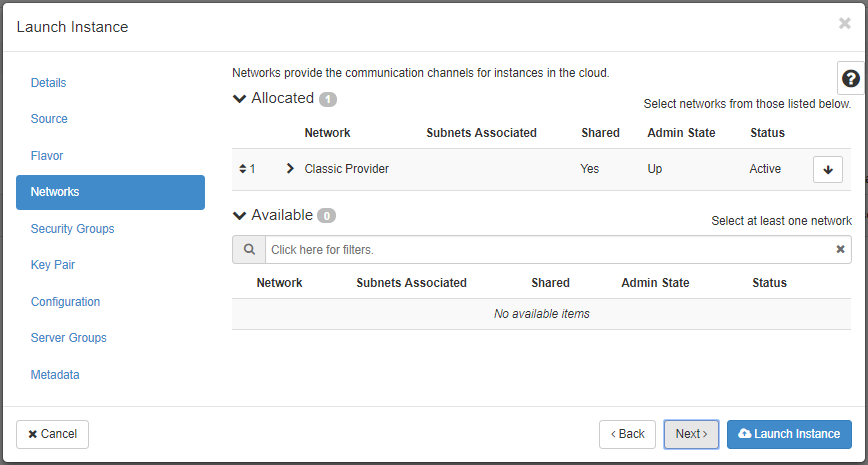 Launch Instance
Details
Source
Flavor
Networks
Security Groups
Key Pair
Configuration
Server Groups
Metadata
Networks provide the communication channels for instances in the cloud.
Allocated 1
Select networks from those listed below.
Network Subnets Associated Shared Admin State Status
1 Classic Provider Yes Up Active
Available 0
Select at least one network
Click here for filters.
Network Subnets Associated Shared Admin State Status
No available items
Cancel
< Back
Next >
Launch Instance